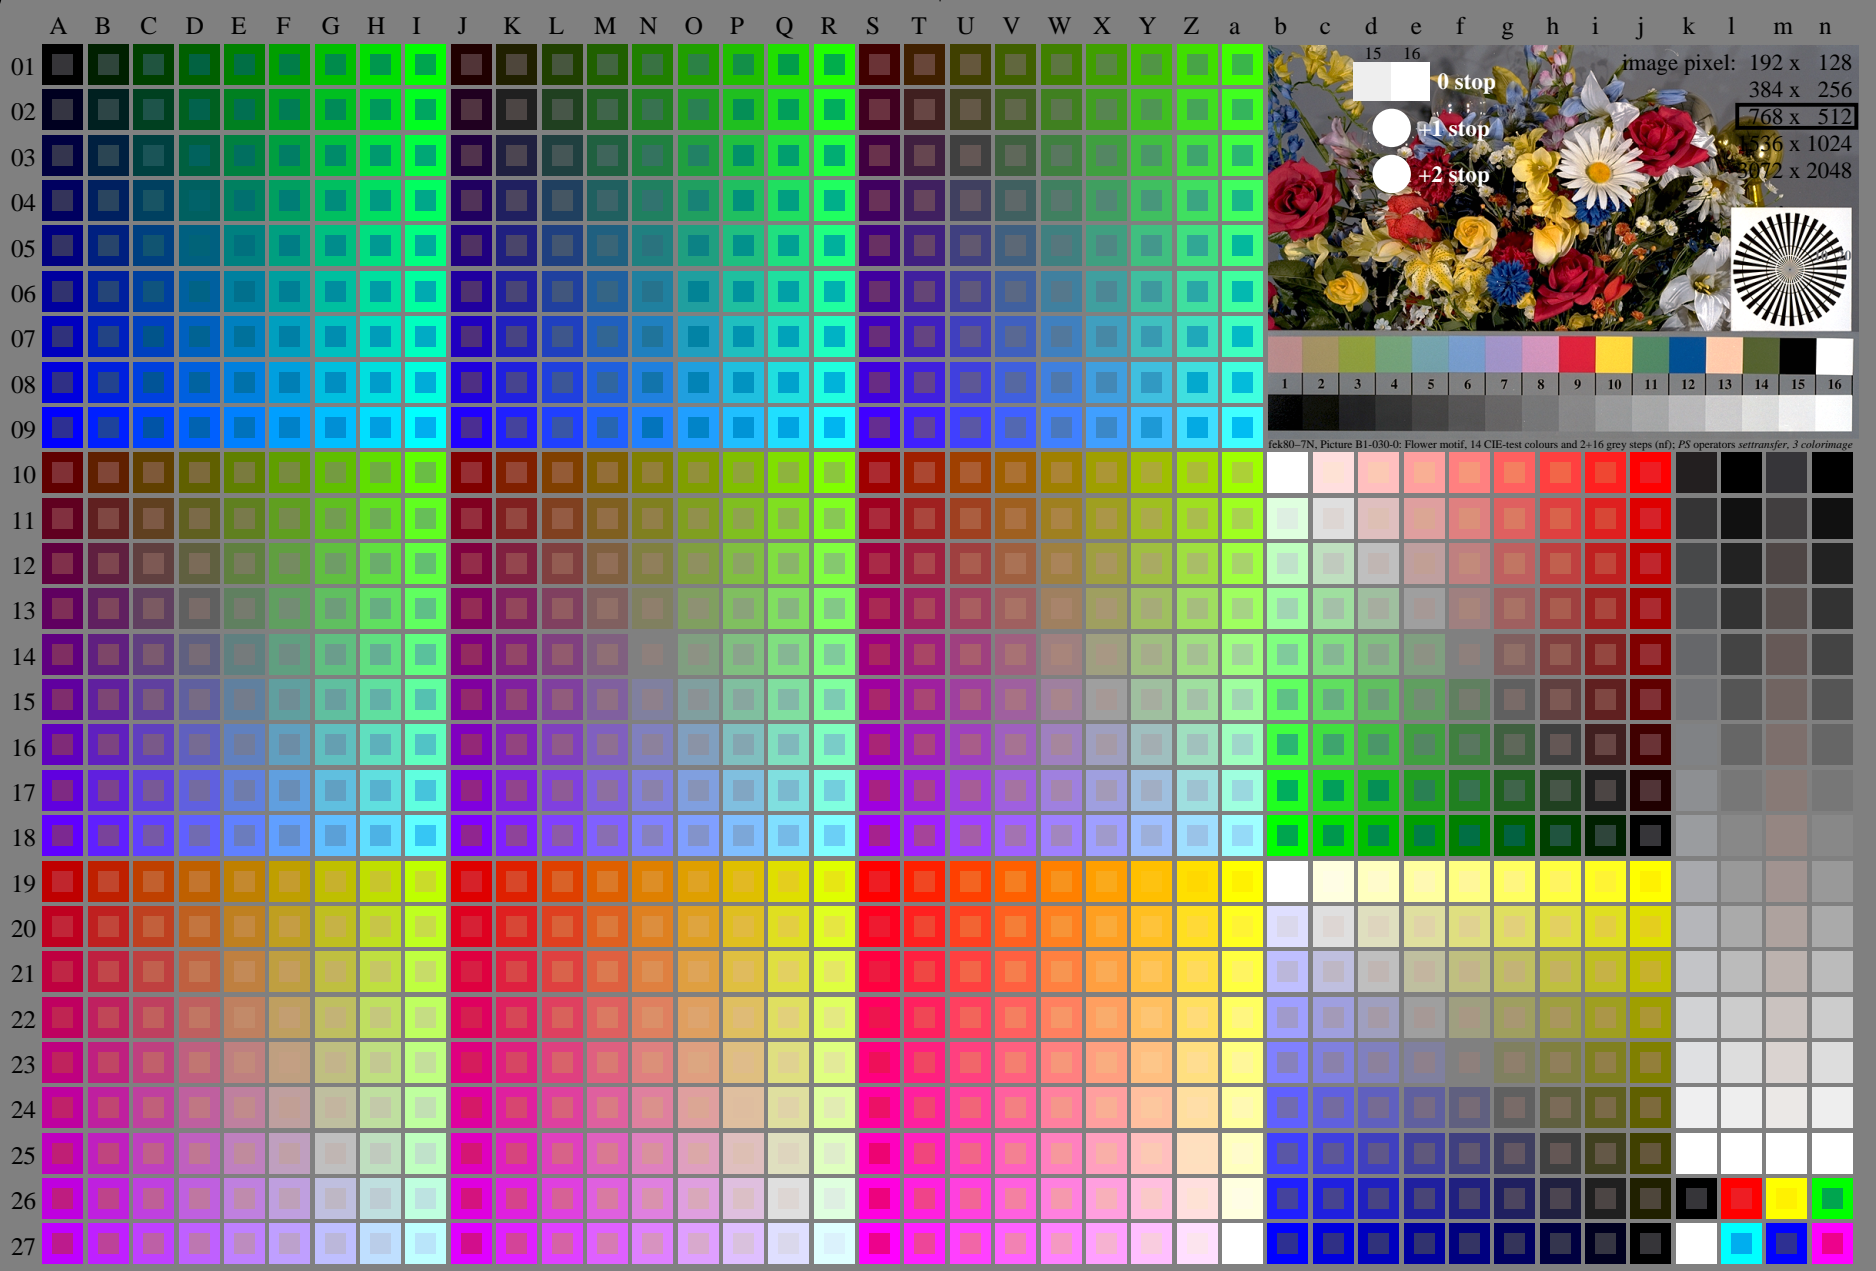 A B C D E F G H I J K L M N O P Q R S T U V W X Y Z a b c d e f g h i j k l m n
01
02
03
04
05
06
07
08
09
10
11
12
13
14
15
16
17
18
19
20
21
22
23
24
25
26
27
15 16
0 stop
+1 stop
+2 stop
image pixel: 192 x 128
384 x 256
768 x 512
1536 x 1024
3072 x 2048
1 2 3 4 5 6 7 8 9 10 11 12 13 14 15 16
fek80–7N, Picture B1-030-0: Flower motif, 14 CIE-test colours and 2+16 grey steps (nf); PS operators settransfer, 3 colorimage